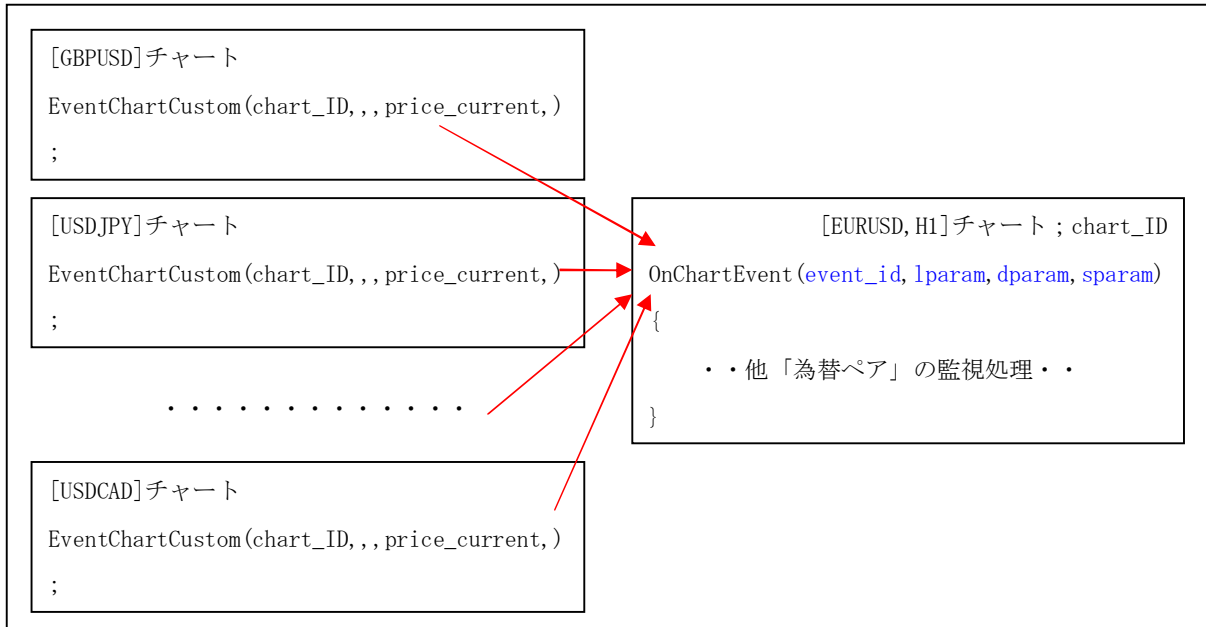 [GBPUSD]チャート
EventChartCustom(chart_ID,,,price_current,)
;
[USDJPY]チャート
EventChartCustom(chart_ID,,,price_current,)
;
・・・・・・・・・・・・・
[USDCAD]チャート
EventChartCustom(chart_ID,,,price_current,)
;
[EURUSD,H1]チャート；chart_ID
OnChartEvent(event_id,lparam,dparam,sparam)
{
・・他「為替ペア」の監視処理・・
}